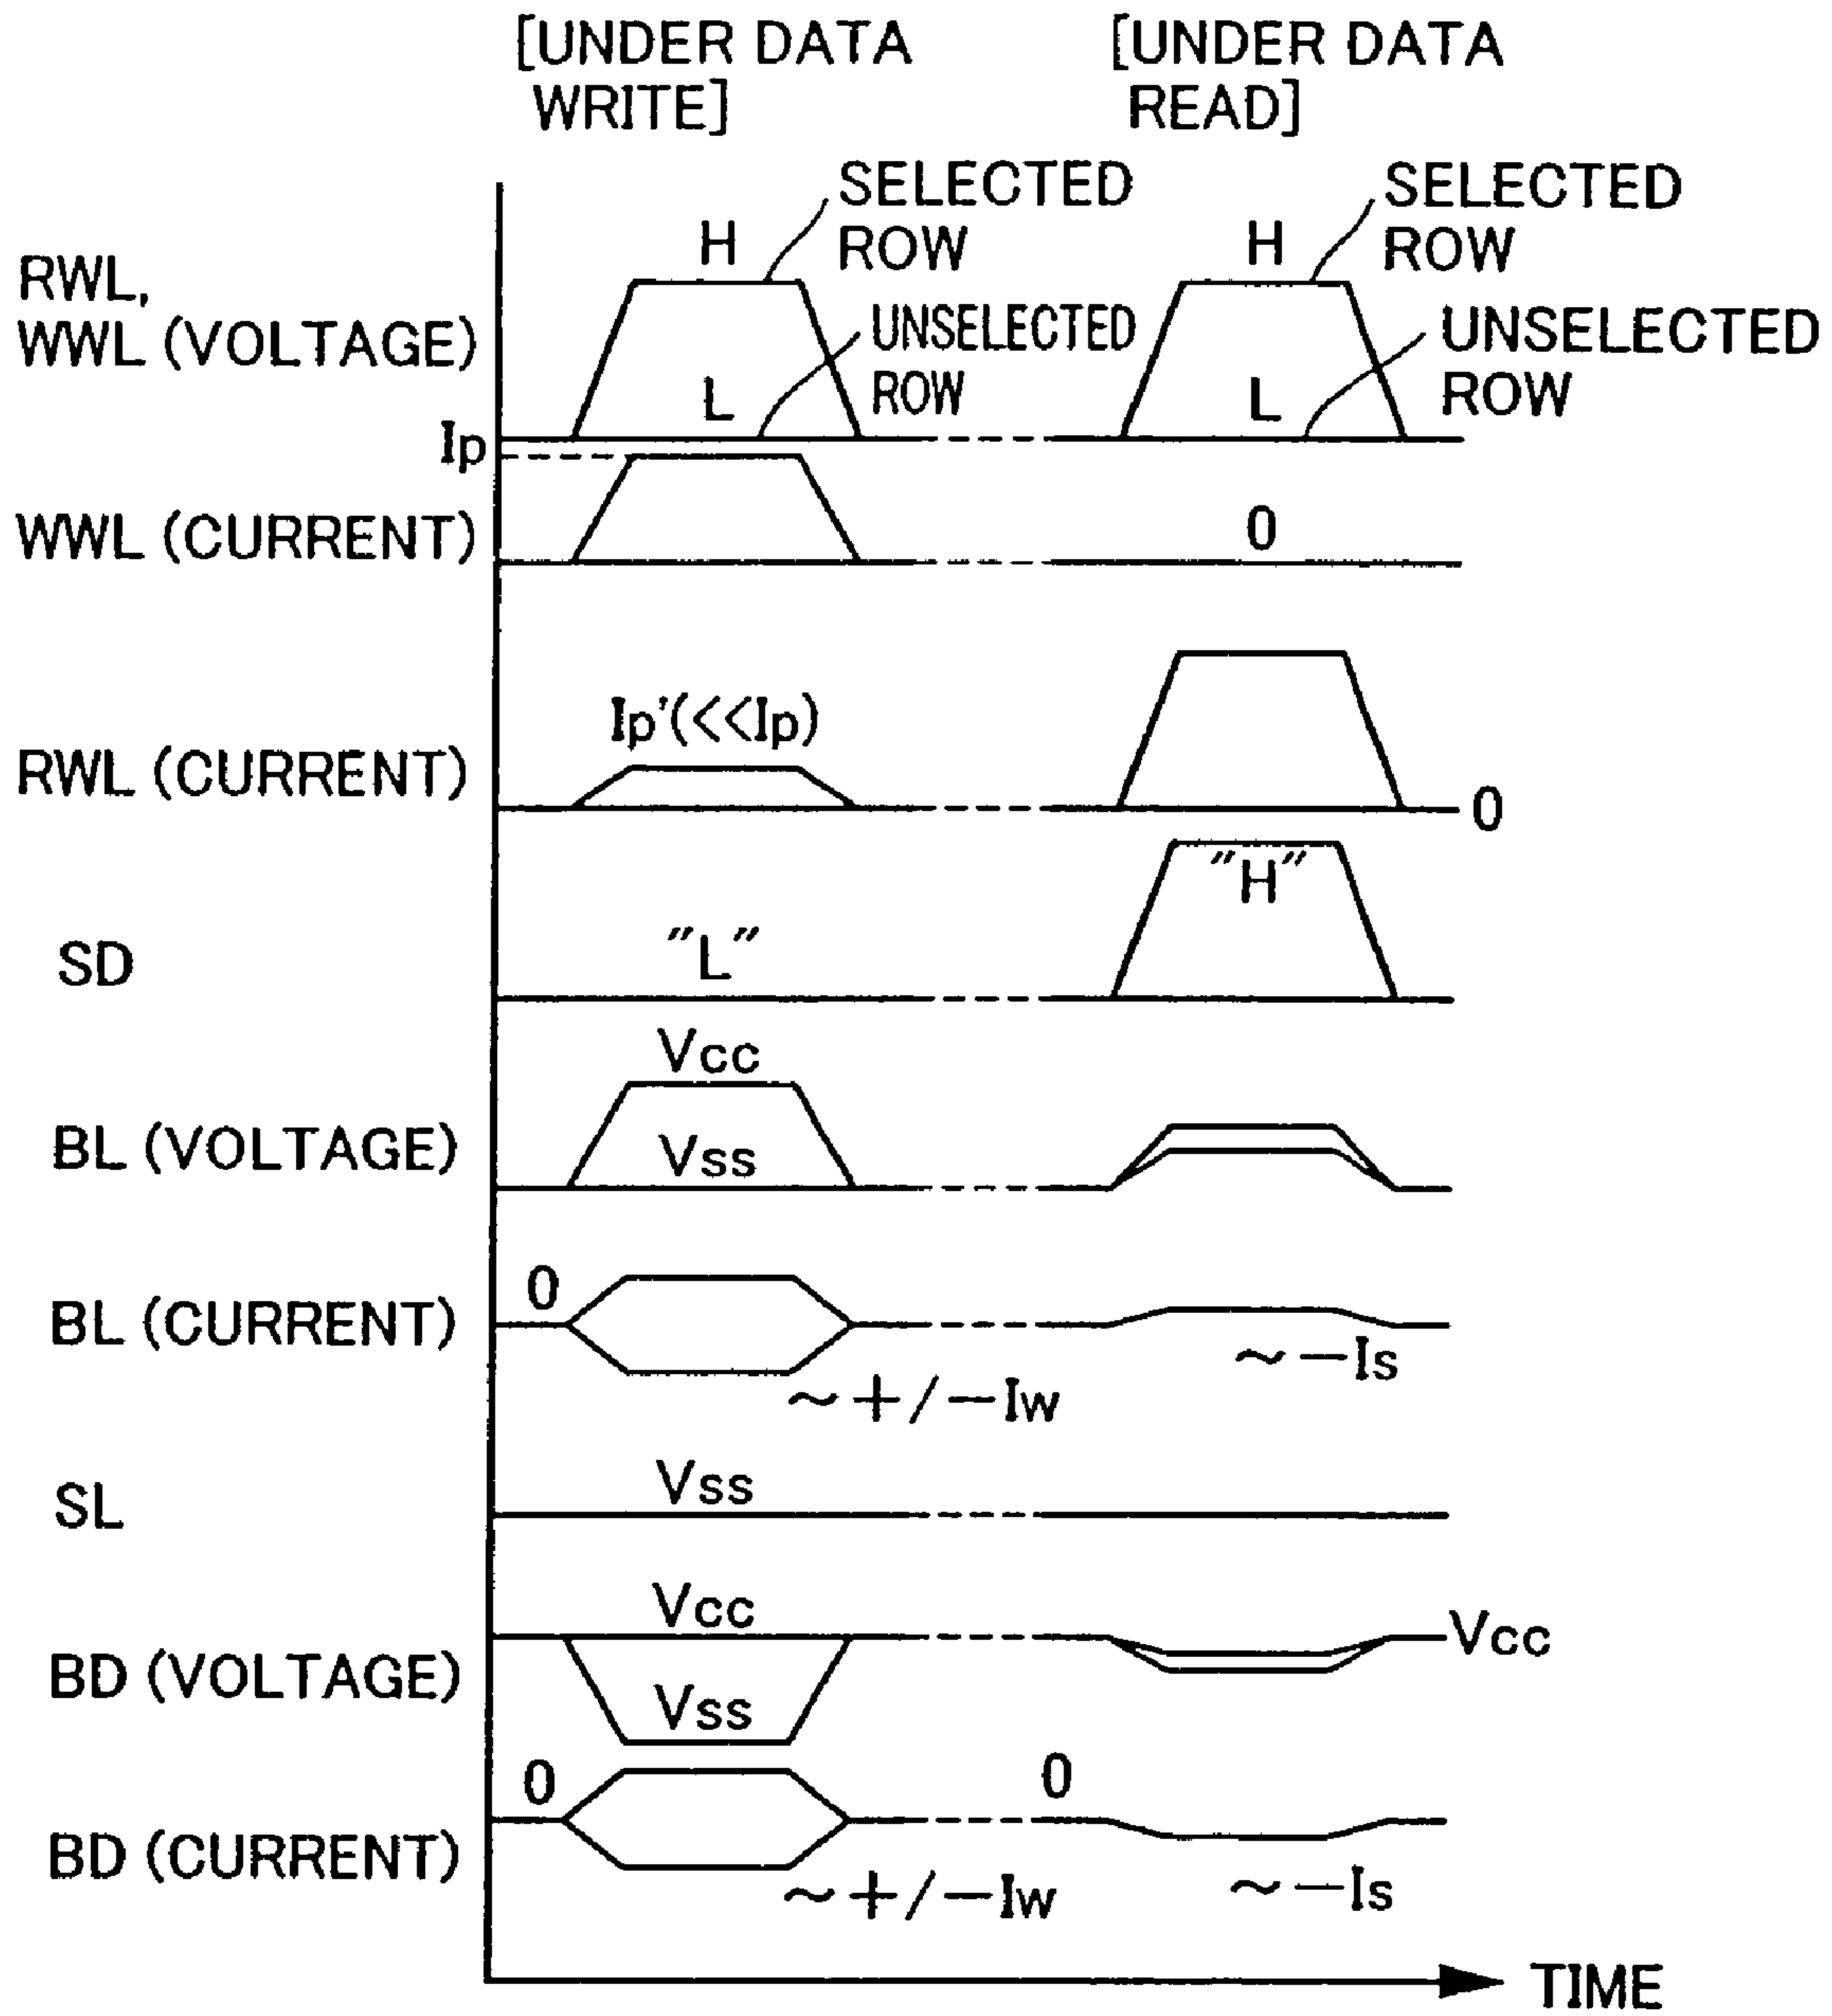 [UNDER DATA
WRITE]
[UNDER DATA
READ]
RWL,
WWL (VOLTAGE)
H
SELECTED
ROW
L
UNSELECTED
ROW
H
SELECTED
ROW
L
UNSELECTED
ROW
Ip
WWL (CURRENT)
0
RWL (CURRENT)
Ip'(<<Ip)
0
SD
"L"
"H"
BL (VOLTAGE)
Vcc
Vss
BL (CURRENT)
0
~+/-Iw
~-Is
SL
Vss
BD (VOLTAGE)
Vcc
Vss
Vcc
BD (CURRENT)
0
~+/-Iw
0
~-Is
TIME